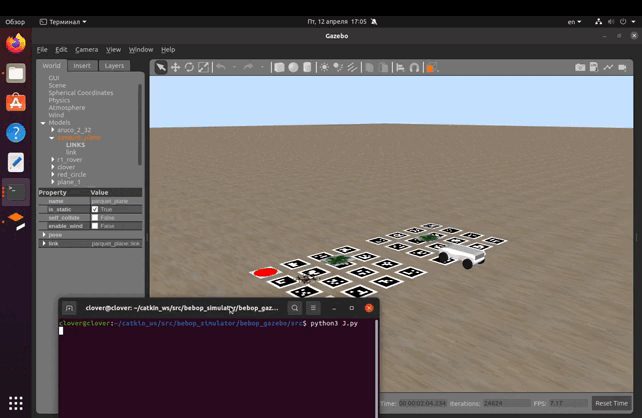 Обзор
Терминал
Пт, 12 апреля 17:05
en
Gazebo
File Edit Camera View Window Help
World Insert Layers
GUI
Scene
Spherical Coordinates
Physics
Atmosphere
Wind
Models
aruco_2_32
LINKS
link
r1_rover
clover
red_circle
plane_1
Property Value
name parquet_plane
is_static True
self_collide False
enable_wind False
pose
link parquet_plane::link
clover@clover: ~/catkin_ws/src/bebop_simulator/bebop_gaz...
clover@clover:~/catkin_ws/src/bebop_simulator/bebop_gazebo/src$ python3 J.py
Time: 00 00:02:04.234 Iterations: 24824 FPS: 7.17 Reset Time